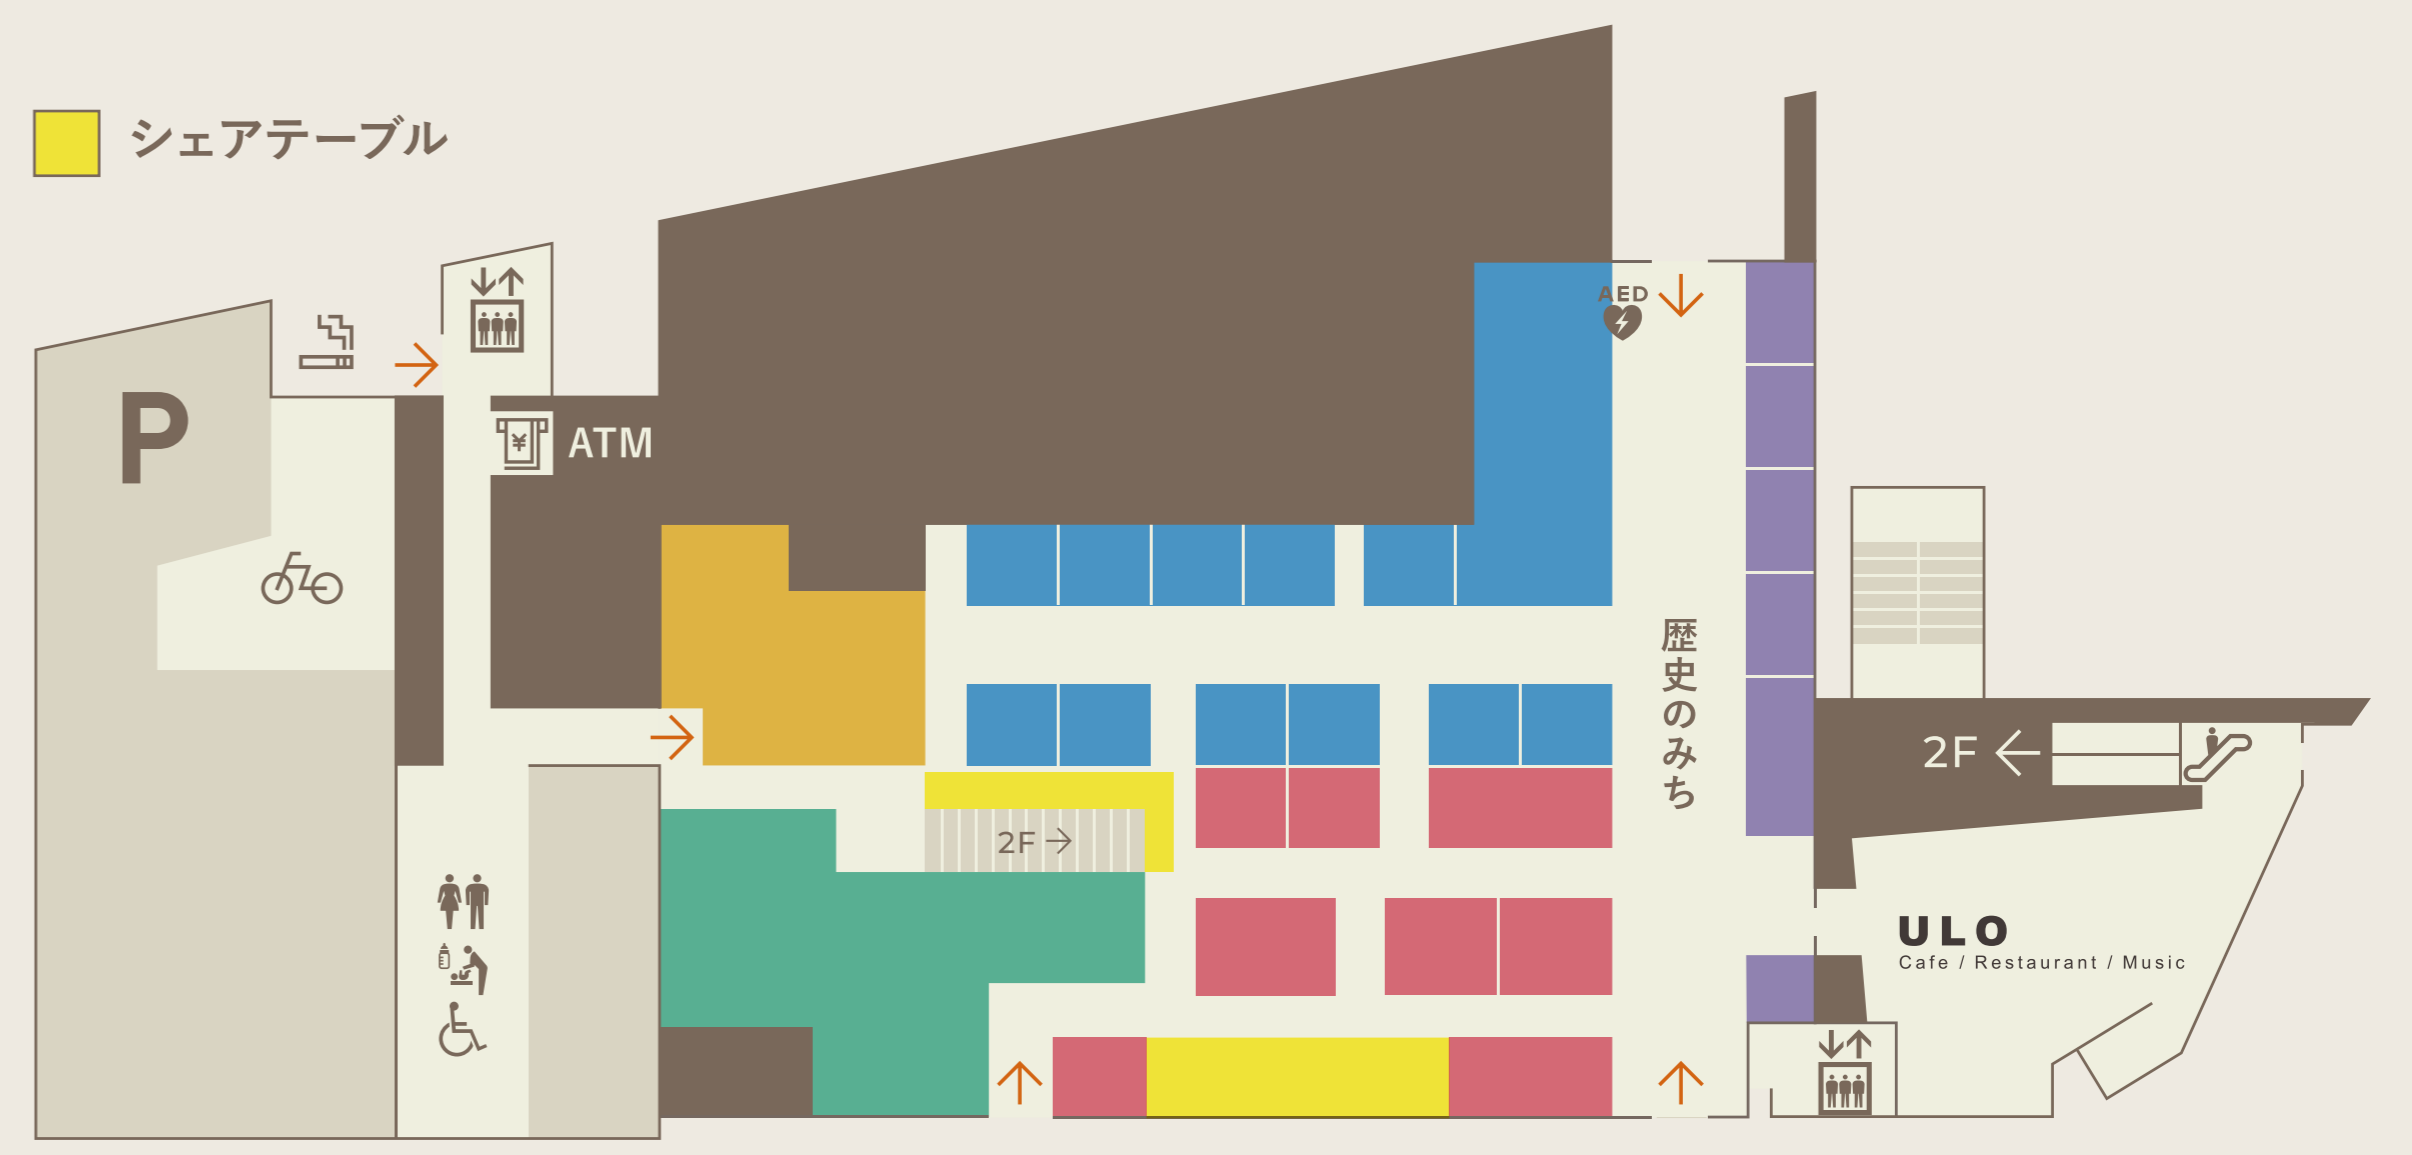 シェアテーブル
P
¥
ATM
AED
歴史のみち
2F
2F
ULO
Cafe / Restaurant / Music